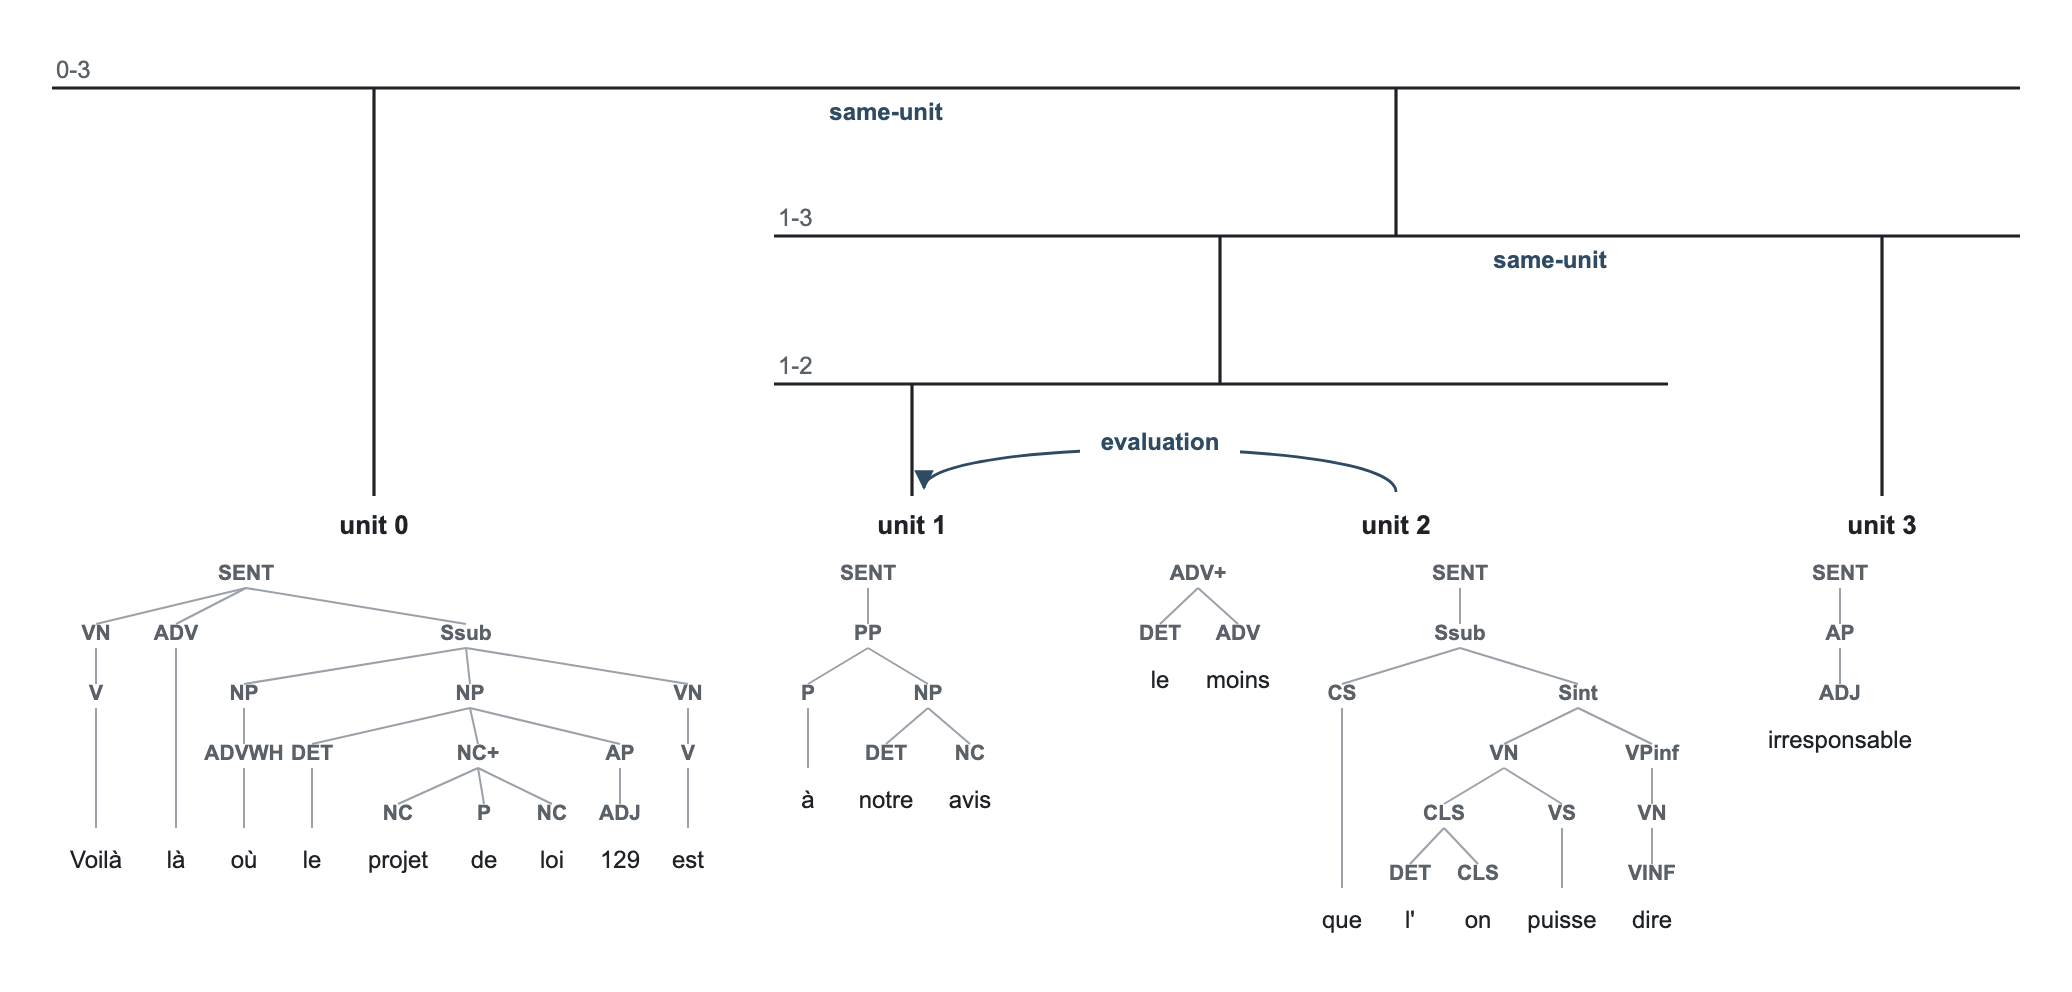 0-3
same-unit
1-3
same-unit
1-2
evaluation
unit 0 unit 1 unit 2 unit 3
SENT SENT ADV+ SENT SENT
VN ADV Ssub PP DET ADV Ssub AP
le moins
V NP NP VN P NP CS Sint ADJ
irresponsable
ADVWH DET NC+ AP V DET NC VN VPinf
à notre avis
NC P NC ADJ CLS VS VN
Voilà là où le projet de loi 129 est
DET CLS VINF
que l' on puisse dire